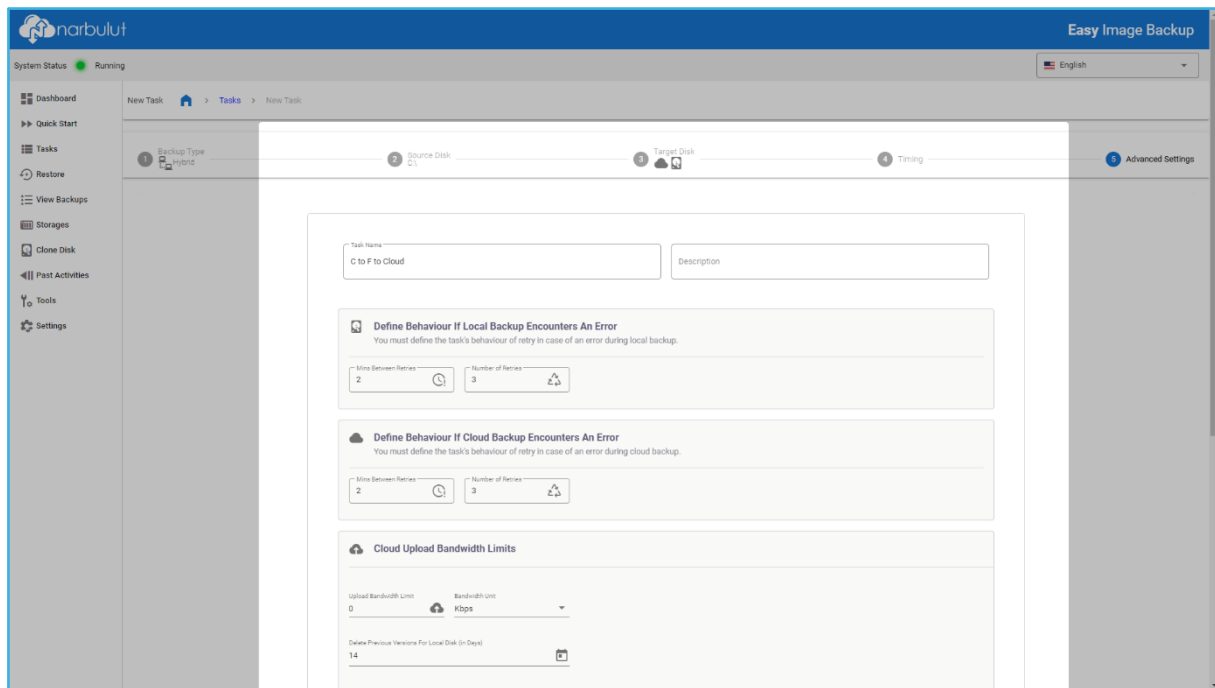 narbulut
Easy Image Backup
System Status Running
English
Dashboard
Quick Start
Tasks
Restore
View Backups
Storages
Clone Disk
Past Activities
Tools
Settings
New Task > Tasks > New Task
1 Backup Type
Hybrid
2 Source Disk
C:\
3 Target Disk
4 Timing
5 Advanced Settings
Task Name
C to F to Cloud
Description
Define Behaviour If Local Backup Encounters An Error
You must define the task's behaviour of retry in case of an error during local backup.
Mins Between Retries
2
Number of Retries
3
Define Behaviour If Cloud Backup Encounters An Error
You must define the task's behaviour of retry in case of an error during cloud backup.
Mins Between Retries
2
Number of Retries
3
Cloud Upload Bandwidth Limits
Upload Bandwidth Limit
0
Bandwidth Unit
Kbps
Delete Previous Versions For Local Disk (in Days)
14